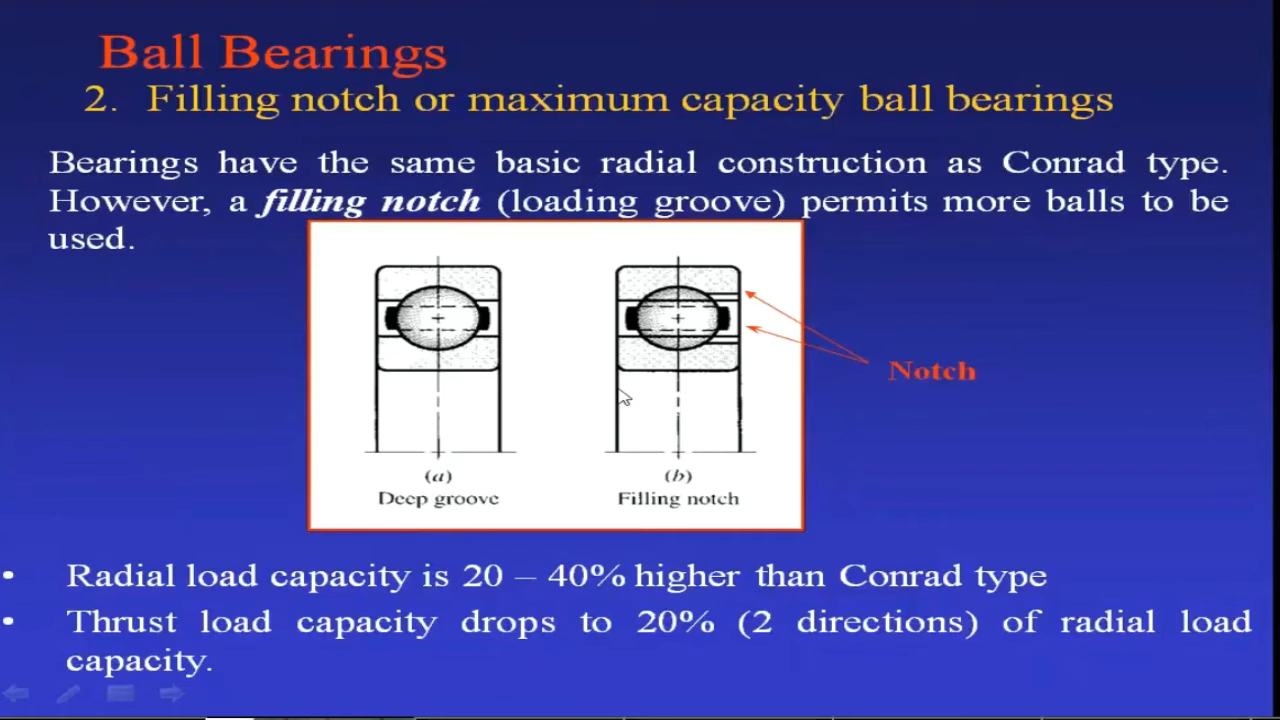 Ball Bearings
2. Filling notch or maximum capacity ball bearings
Bearings have the same basic radial construction as Conrad type.
However, a filling notch (loading groove) permits more balls to be
used.
Notch
(a) (b)
Deep groove Filling notch
• Radial load capacity is 20 – 40% higher than Conrad type
• Thrust load capacity drops to 20% (2 directions) of radial load
capacity.